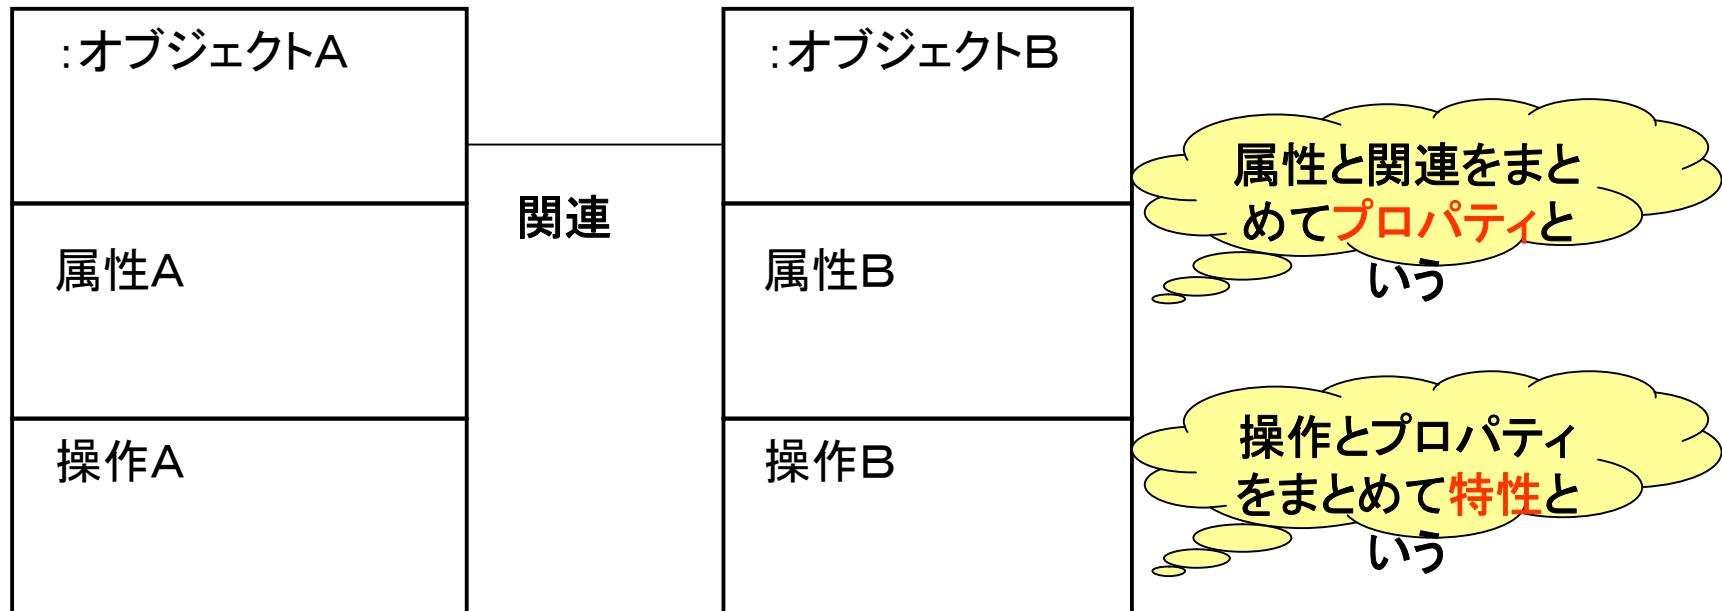 :オブジェクトA
属性A
操作A
関連
:オブジェクトB
属性B
操作B
属性と関連をまと
めてプロパティと
いう
操作とプロパティ
をまとめて特性と
いう